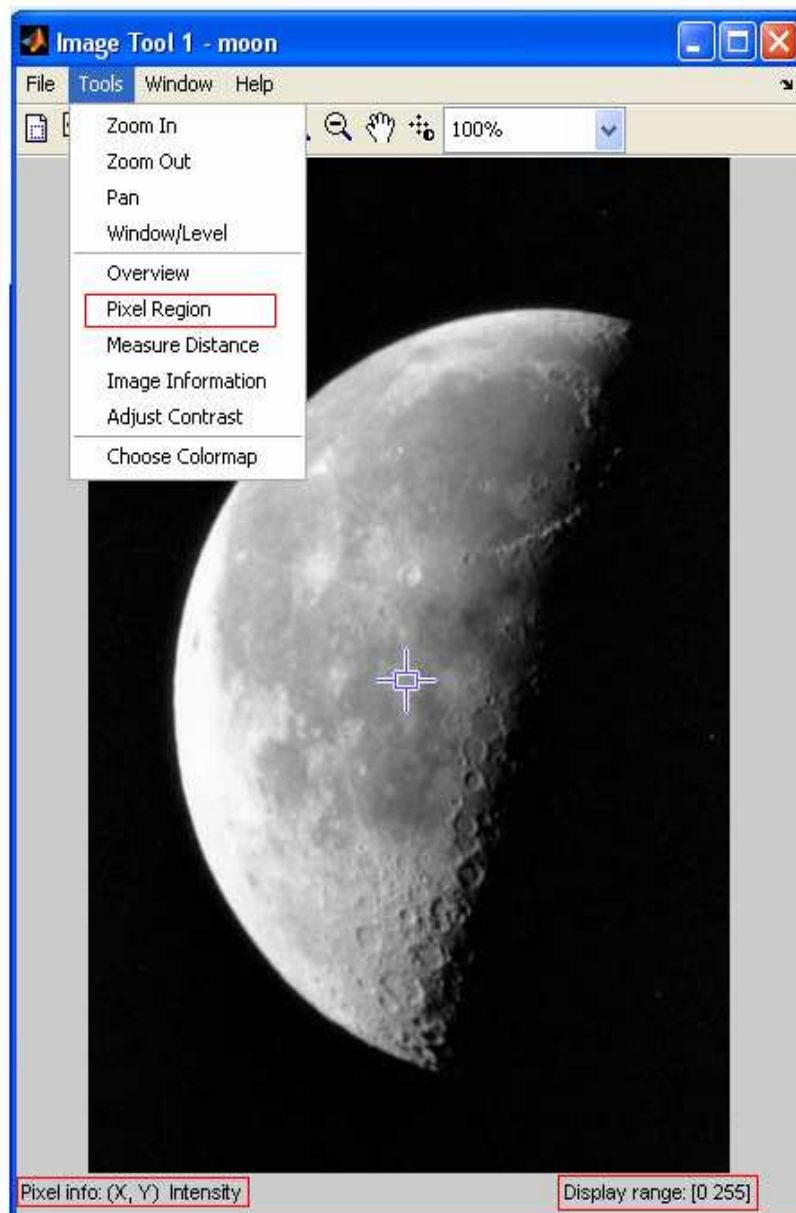 Image Tool 1 - moon
File Tools Window Help
100%
Zoom In
Zoom Out
Pan
Window/Level
Overview
Pixel Region
Measure Distance
Image Information
Adjust Contrast
Choose Colormap
Pixel info: (X, Y) Intensity
Display range: [0 255]